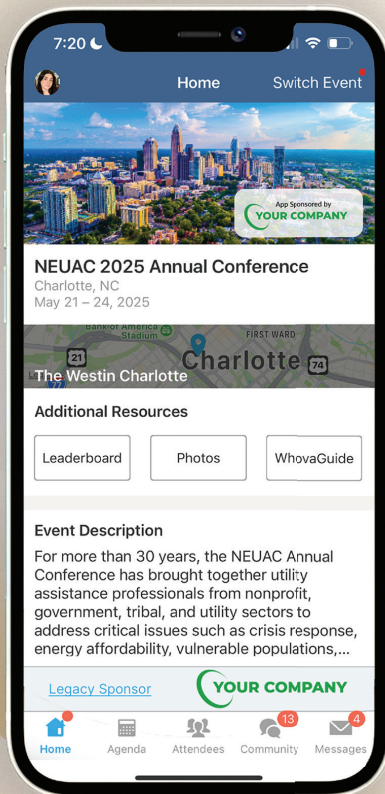 7:20
Home
Switch Event
App Sponsored by
YOUR COMPANY
NEUAC 2025 Annual Conference
Charlotte, NC
May 21 – 24, 2025
Bank of America
Stadium
FIRST WARD
21
Charlotte
74
The Westin Charlotte
77
Additional Resources
Leaderboard
Photos
WhovaGuide
Event Description
For more than 30 years, the NEUAC Annual
Conference has brought together utility
assistance professionals from nonprofit,
government, tribal, and utility sectors to
address critical issues such as crisis response,
energy affordability, vulnerable populations,...
Legacy Sponsor
YOUR COMPANY
13
4
Home
Agenda
Attendees
Community
Messages